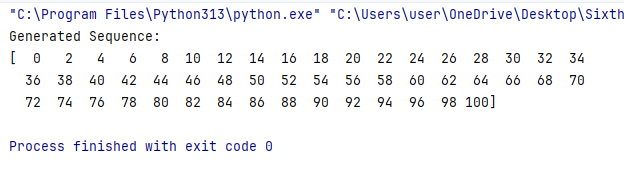 "C:\Program Files\Python313\python.exe" "C:\Users\user\OneDrive\Desktop\Sixth
Generated Sequence:
[  0   2   4   6   8  10  12  14  16  18  20  22  24  26  28  30  32  34
  36  38  40  42  44  46  48  50  52  54  56  58  60  62  64  66  68  70
  72  74  76  78  80  82  84  86  88  90  92  94  96  98 100]
Process finished with exit code 0